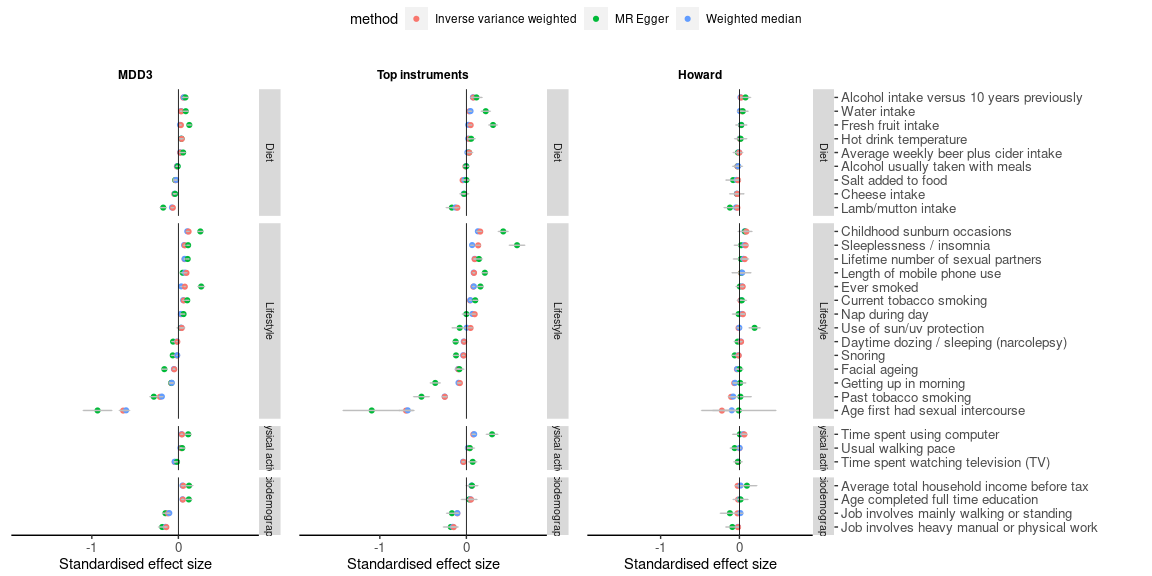 method Inverse variance weighted MR Egger Weighted median
MDD3 Top instruments Howard
Diet Diet Diet
Alcohol intake versus 10 years previously
Water intake
Fresh fruit intake
Hot drink temperature
Average weekly beer plus cider intake
Alcohol usually taken with meals
Salt added to food
Cheese intake
Lamb/mutton intake
Lifestyle Lifestyle Lifestyle
Childhood sunburn occasions
Sleeplessness / insomnia
Lifetime number of sexual partners
Length of mobile phone use
Ever smoked
Current tobacco smoking
Nap during day
Use of sun/uv protection
Daytime dozing / sleeping (narcolepsy)
Snoring
Facial ageing
Getting up in morning
Past tobacco smoking
Age first had sexual intercourse
Time spent using computer
Usual walking pace
Time spent watching television (TV)
Average total household income before tax
Age completed full time education
Job involves mainly walking or standing
Job involves heavy manual or physical work
-1 0 -1 0 -1 0
Standardised effect size Standardised effect size Standardised effect size